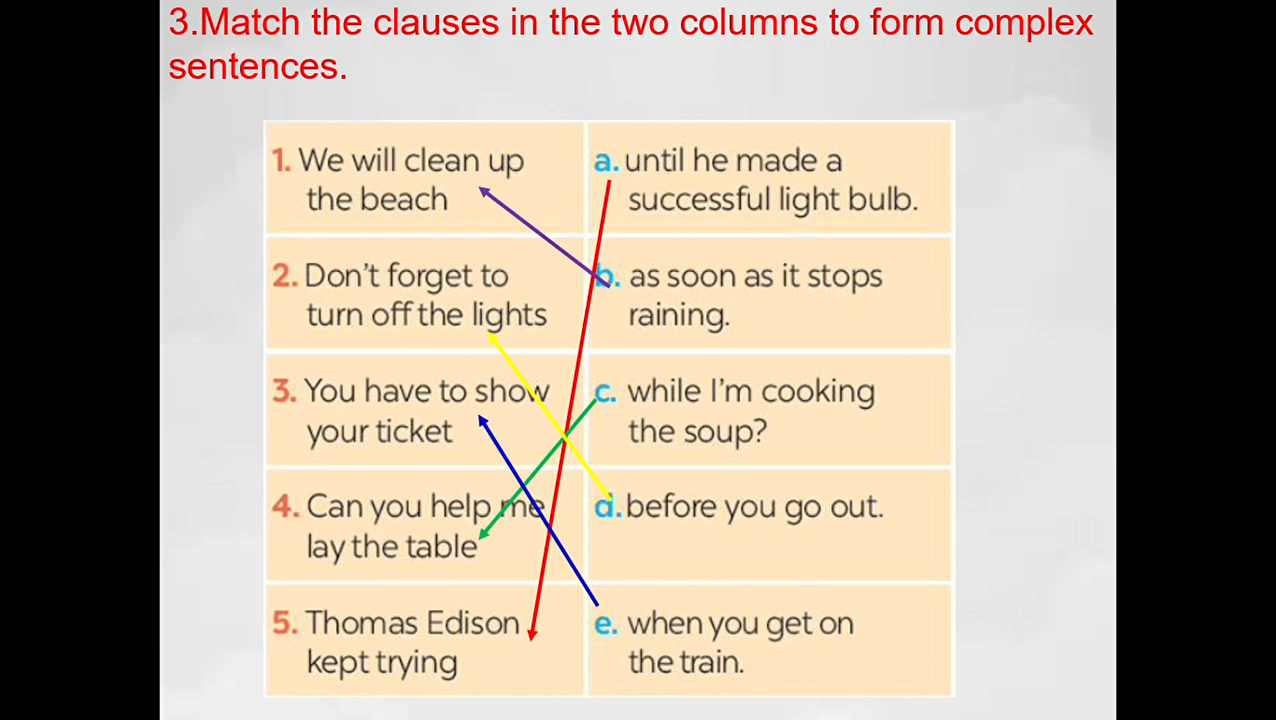 3.Match the clauses in the two columns to form complex
sentences.
1. We will clean up
the beach
a. until he made a
successful light bulb.
2. Don't forget to
turn off the lights
b. as soon as it stops
raining.
3. You have to show
your ticket
c. while I'm cooking
the soup?
4. Can you help me
lay the table
d. before you go out.
5. Thomas Edison
kept trying
e. when you get on
the train.